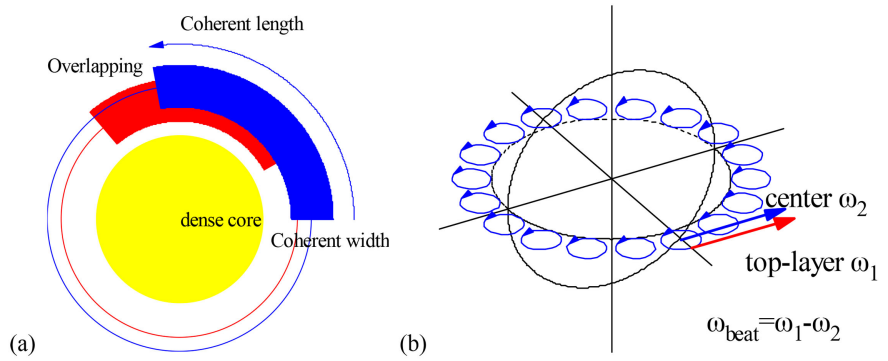 Coherent length
Overlapping
dense core
Coherent width
(a)
center ω2
top-layer ω1
ωbeat=ω1-ω2
(b)